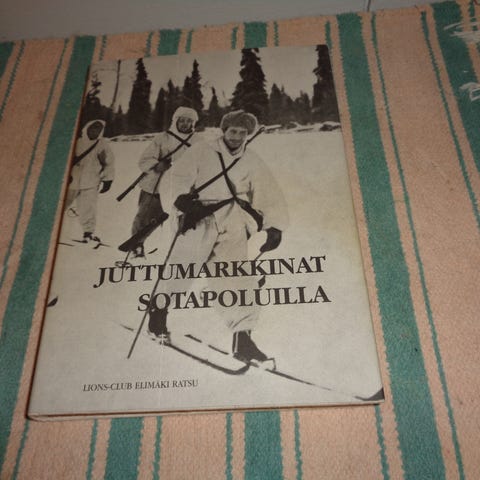 JUTTUMARKKINAT
SOTAPOLUILLA
LIONS-CLUB ELIMÄKI RATSU